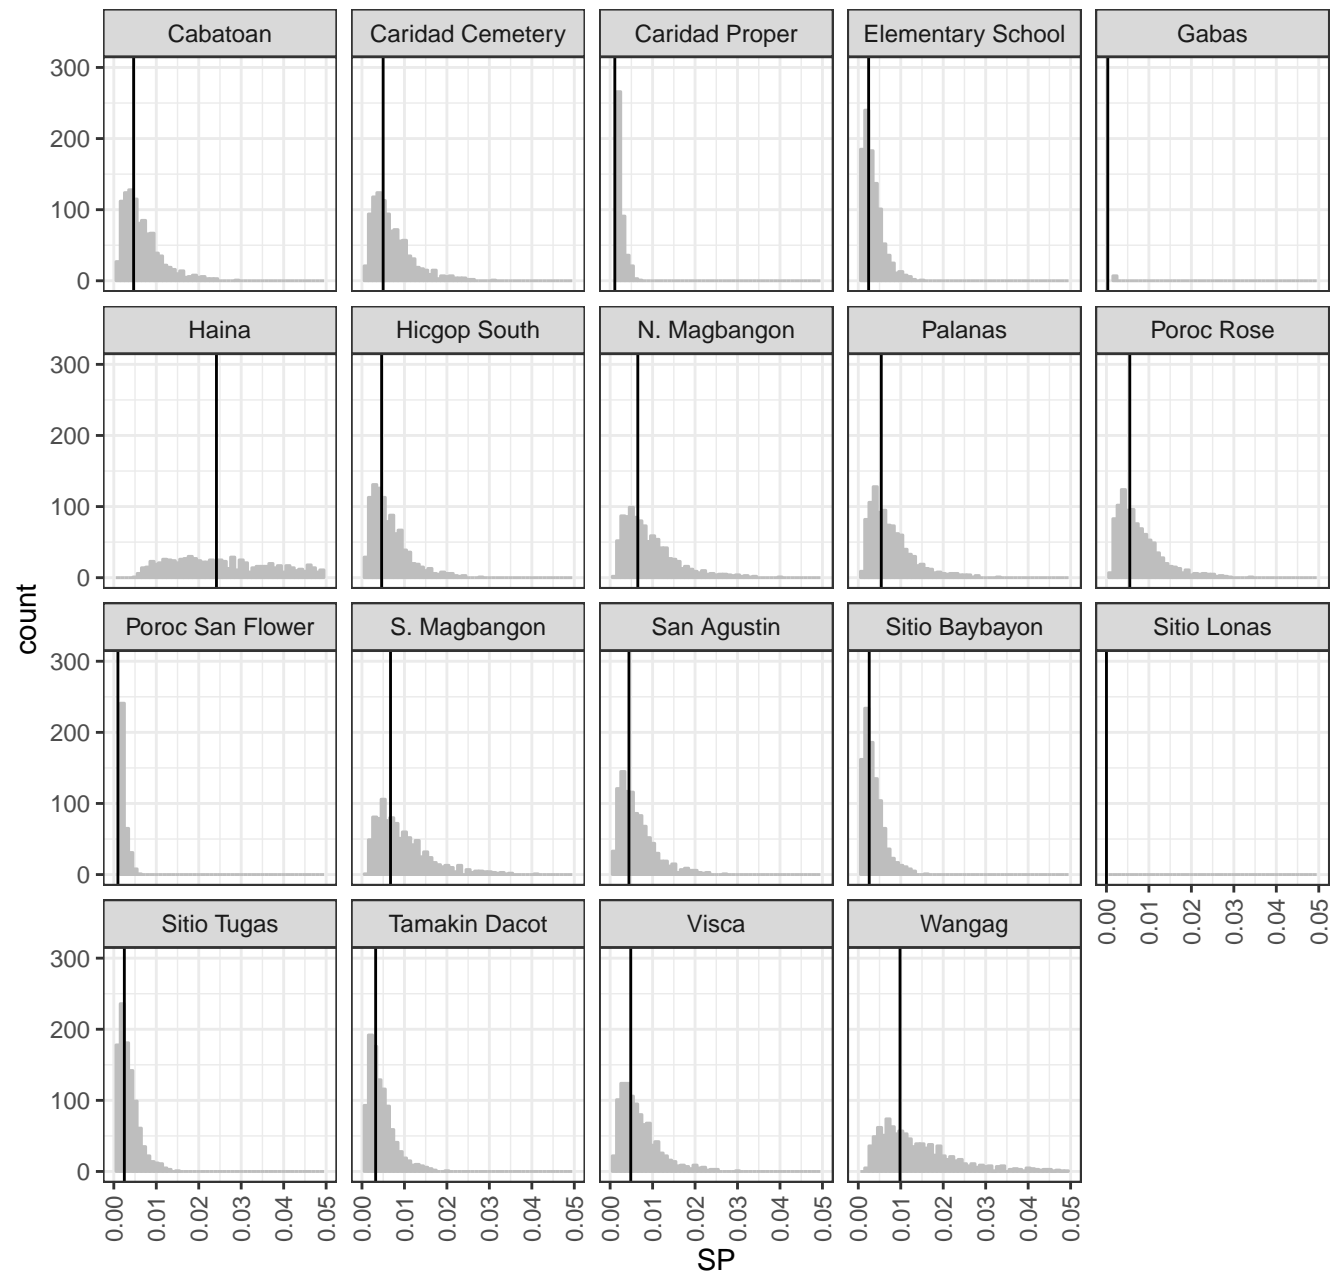 Cabatoan Caridad Cemetery Caridad Proper Elementary School Gabas
300
200
100
0
Haina Hicgop South N. Magbangon Palanas Poroc Rose
300
200
100
0
count
Poroc San Flower S. Magbangon San Agustin Sitio Baybayon Sitio Lonas
300
200
100
0
0.00 0.01 0.02 0.03 0.04 0.05
Sitio Tugas Tamakin Dacot Visca Wangag
300
200
100
0
0.00 0.01 0.02 0.03 0.04 0.05 0.00 0.01 0.02 0.03 0.04 0.05 0.00 0.01 0.02 0.03 0.04 0.05 0.00 0.01 0.02 0.03 0.04 0.05
SP